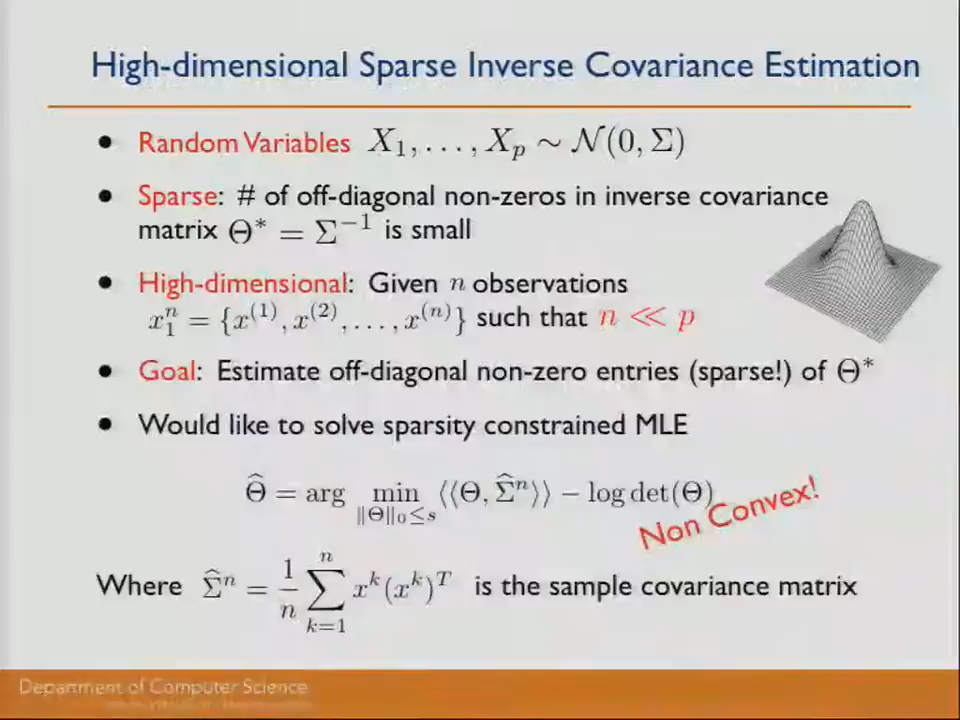 High-dimensional Sparse Inverse Covariance Estimation
• Random Variables X_1, . . . , X_p ∼ N(0, Σ)
• Sparse: # of off-diagonal non-zeros in inverse covariance
matrix Θ* = Σ^{-1} is small
• High-dimensional: Given n observations
x_1^n = {x^{(1)}, x^{(2)}, . . . , x^{(n)}} such that n ≪ p
• Goal: Estimate off-diagonal non-zero entries (sparse!) of Θ*
• Would like to solve sparsity constrained MLE
Θ̂ = arg min_{‖Θ‖_0 ≤ s} ⟨⟨Θ, Σ̂^n⟩⟩ − log det(Θ)
Non Convex!
Where Σ̂^n = \frac{1}{n} ∑_{k=1}^{n} x^k(x^k)^T is the sample covariance matrix
Department of Computer Science